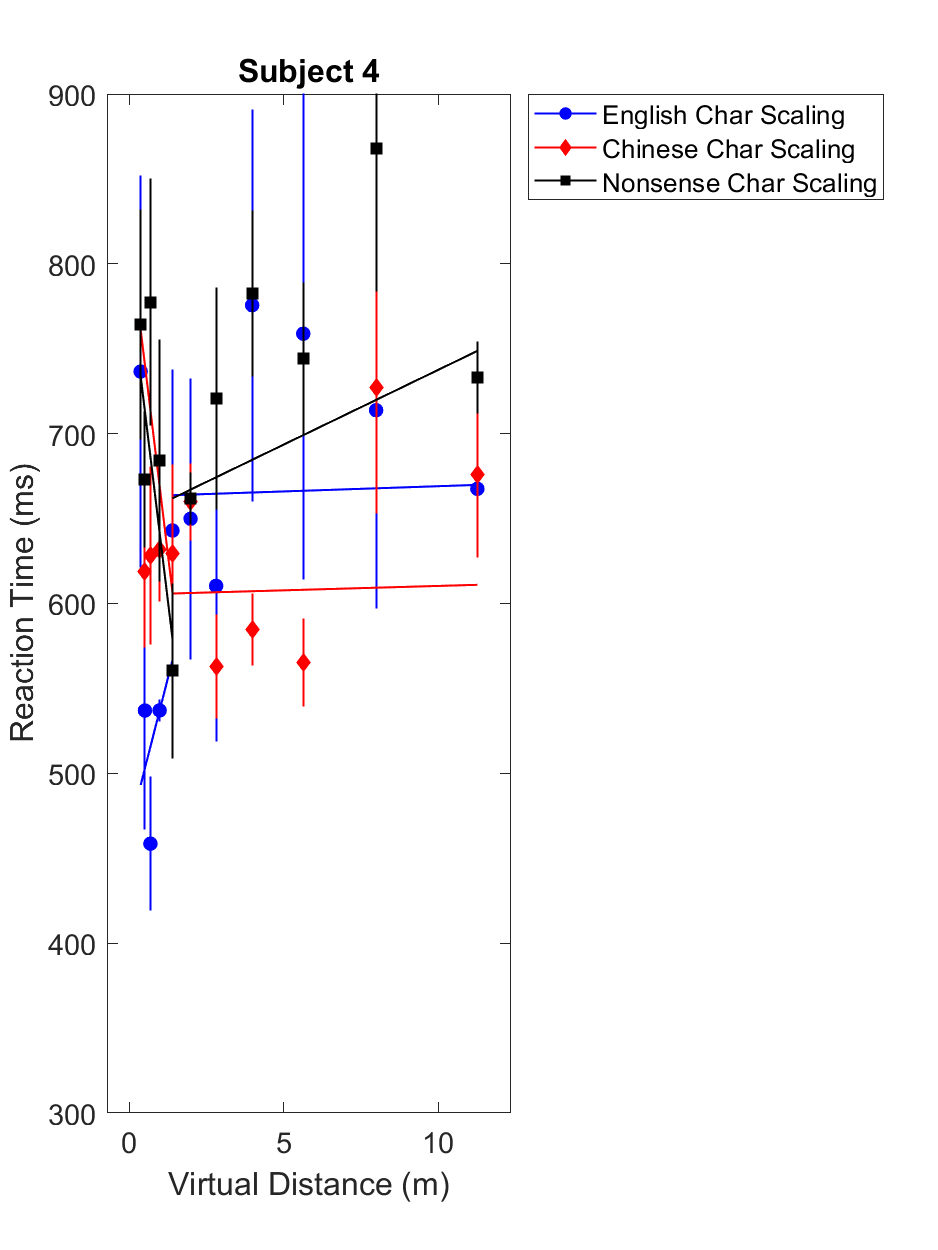 Subject 4
English Char Scaling
Chinese Char Scaling
Nonsense Char Scaling
900
800
700
600
500
400
300
Reaction Time (ms)
0 5 10
Virtual Distance (m)